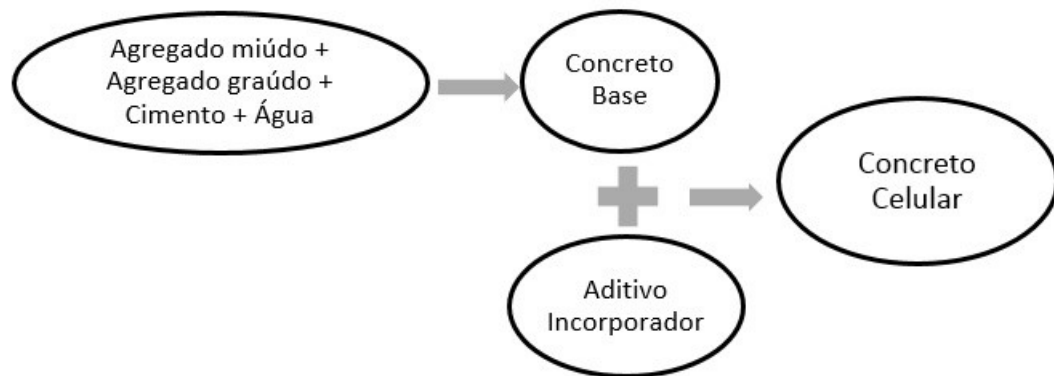 Agregado miúdo +
Agregado graúdo +
Cimento + Água
Concreto
Base
Concreto
Celular
Aditivo
Incorporador